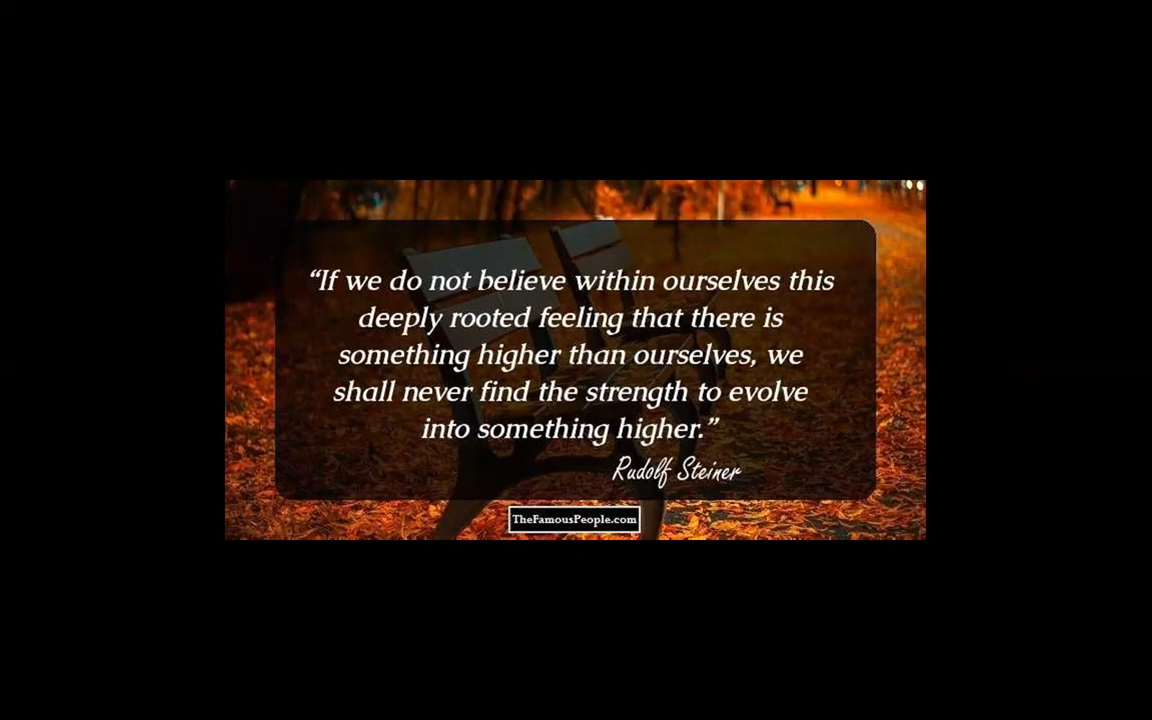 “If we do not believe within ourselves this
deeply rooted feeling that there is
something higher than ourselves, we
shall never find the strength to evolve
into something higher.”
Rudolf Steiner
TheFamousPeople.com